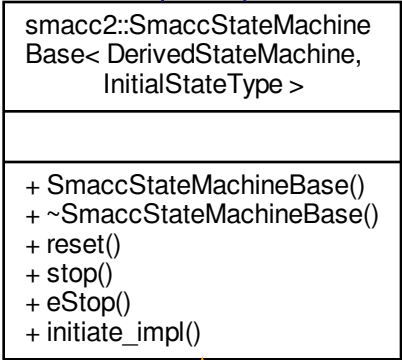 smacc2::SmaccStateMachine
Base< DerivedStateMachine,
InitialStateType >
+ SmaccStateMachineBase()
+ ~SmaccStateMachineBase()
+ reset()
+ stop()
+ eStop()
+ initiate_impl()